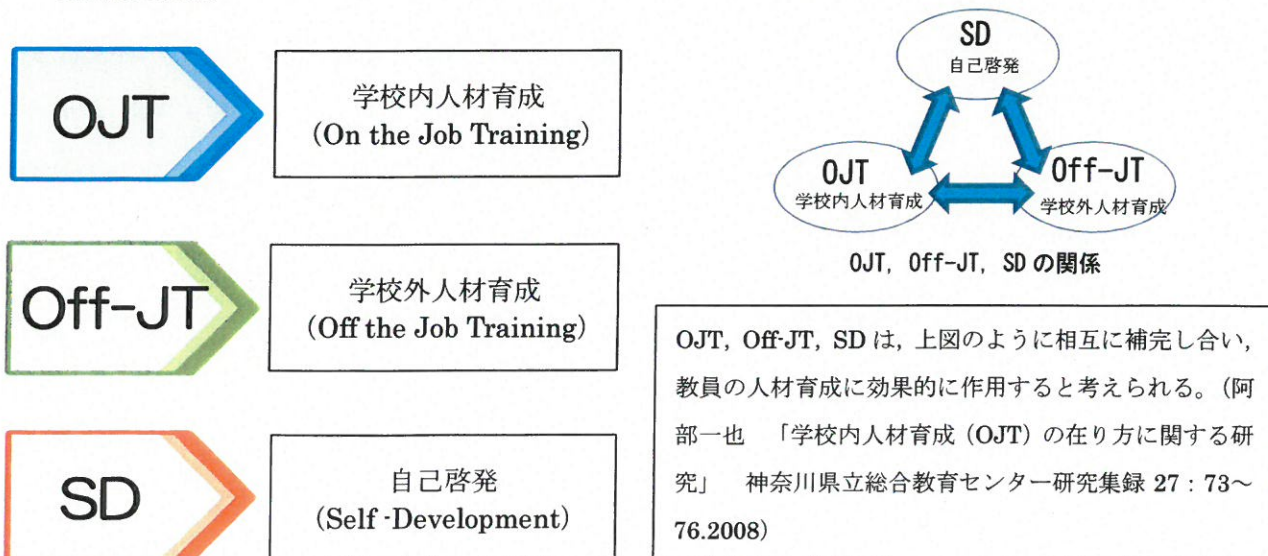 OJT
学校内人材育成
(On the Job Training)
Off-JT
学校外人材育成
(Off the Job Training)
SD
自己啓発
(Self-Development)
SD
自己啓発
OJT
学校内人材育成
Off-JT
学校外人材育成
OJT, Off-JT, SD の関係
OJT, Off-JT, SD は, 上図のように相互に補完し合い,
教員の人材育成に効果的に作用すると考えられる。(阿
部一也　「学校内人材育成 (OJT) の在り方に関する研
究」　神奈川県立総合教育センター研究集録 27：73～
76.2008)